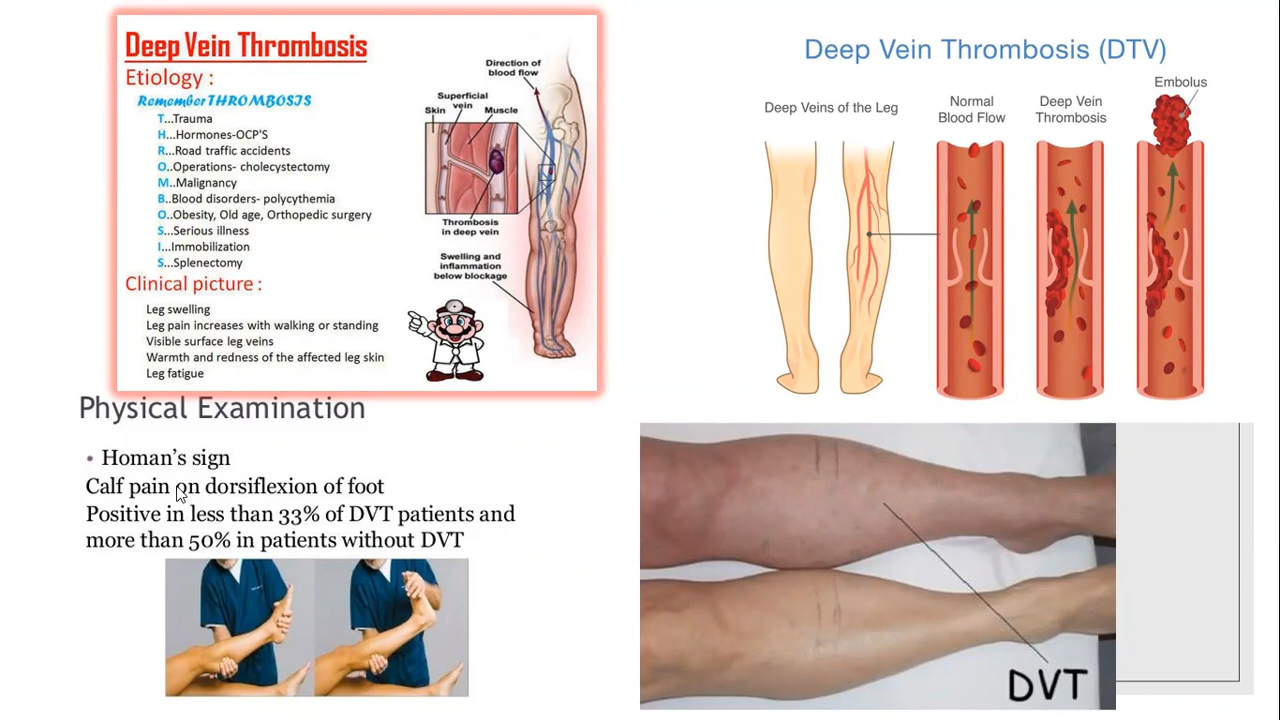 Deep Vein Thrombosis
Etiology :
Remember THROMBOSIS
T...Trauma
H...Hormones-OCP'S
R...Road traffic accidents
O..Operations- cholecystectomy
M..Malignancy
B..Blood disorders- polycythemia
O..Obesity, Old age, Orthopedic surgery
S...Serious illness
I...Immobilization
S...Splenectomy
Clinical picture :
Leg swelling
Leg pain increases with walking or standing
Visible surface leg veins
Warmth and redness of the affected leg skin
Leg fatigue
Direction of
blood flow
Superficial
vein
Skin
Muscle
Thrombosis
in deep vein
Swelling and
inflammation
below blockage
Deep Vein Thrombosis (DTV)
Deep Veins of the Leg
Normal
Blood Flow
Deep Vein
Thrombosis
Embolus
Physical Examination
• Homan’s sign
Calf pain on dorsiflexion of foot
Positive in less than 33% of DVT patients and
more than 50% in patients without DVT
DVT